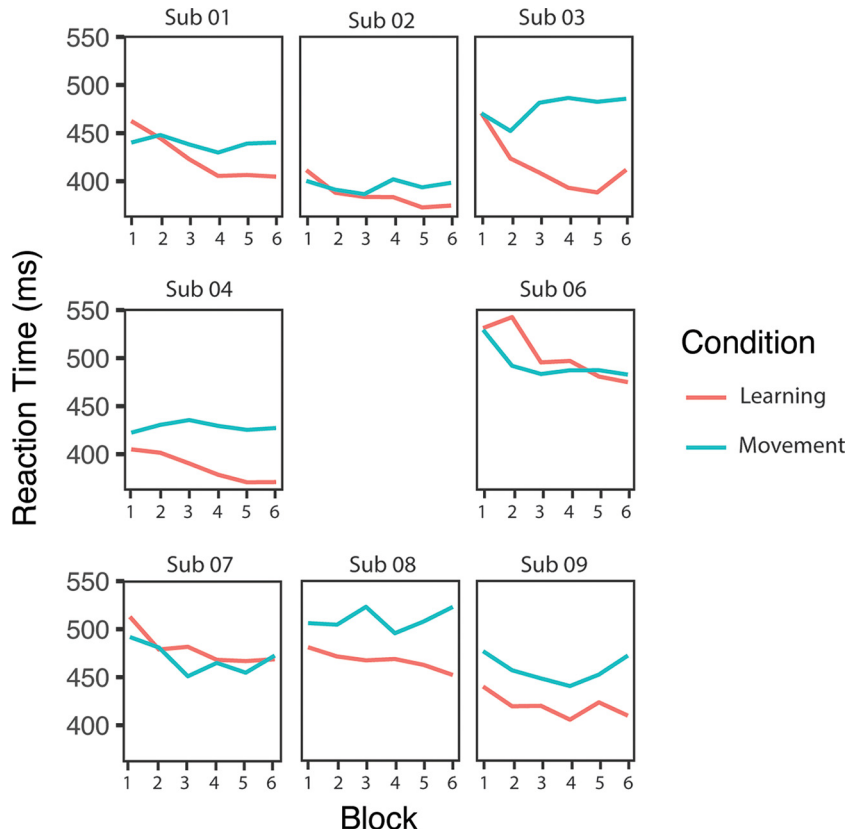 Sub 01
Sub 02
Sub 03
550
500
450
400
1 2 3 4 5 6
1 2 3 4 5 6
1 2 3 4 5 6
Reaction Time (ms)
Sub 04
Sub 06
550
500
450
400
1 2 3 4 5 6
1 2 3 4 5 6
Condition
Learning
Movement
Sub 07
Sub 08
Sub 09
550
500
450
400
1 2 3 4 5 6
1 2 3 4 5 6
1 2 3 4 5 6
Block